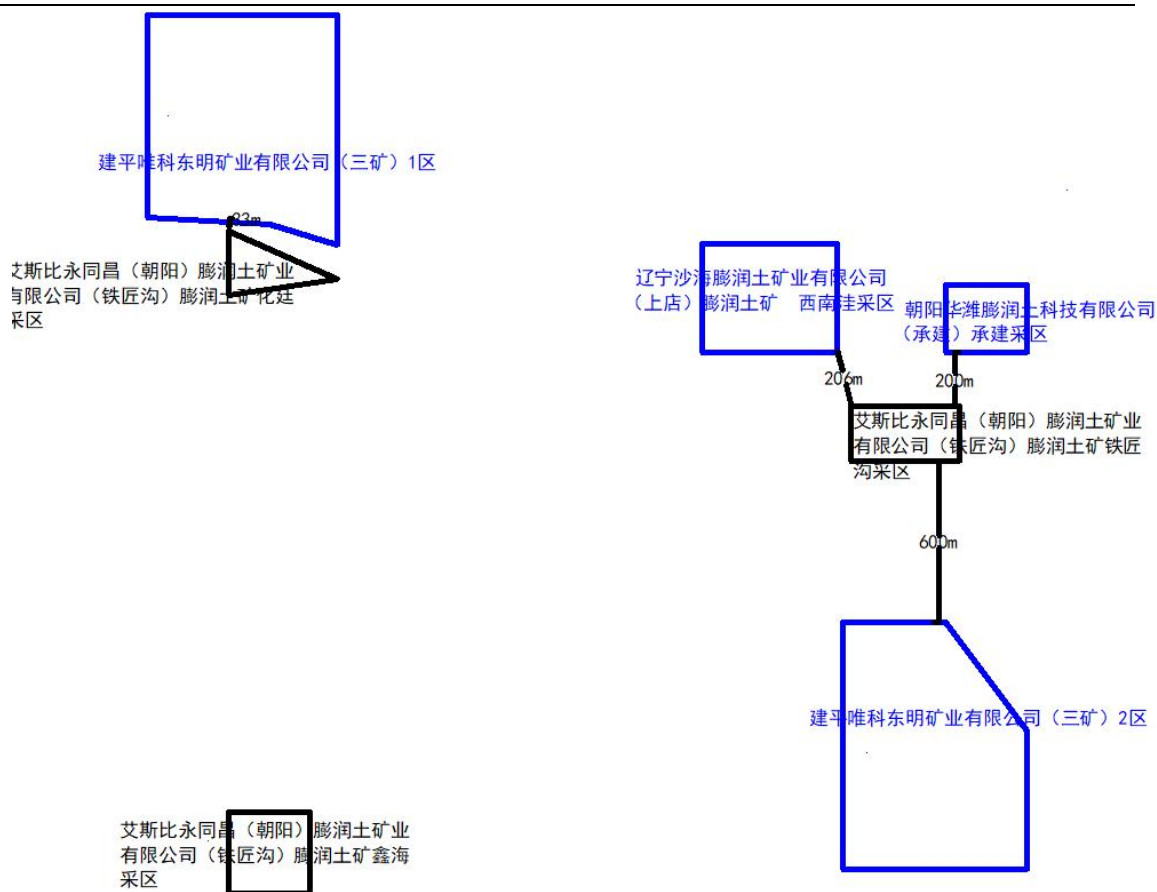 建平唯科东明矿业有限公司（三矿）1区
33m
艾斯比永同昌（朝阳）膨润土矿业
有限公司（铁匠沟）膨润土矿化廷
采区
辽宁沙海膨润土矿业有限公司
（上店）膨润土矿 西南洼采区
朝阳华潍膨润土科技有限公司
（承建）承建采区
206m
200m
艾斯比永同昌（朝阳）膨润土矿业
有限公司（铁匠沟）膨润土矿铁匠
沟采区
600m
建平唯科东明矿业有限公司（三矿）2区
艾斯比永同昌（朝阳）膨润土矿业
有限公司（铁匠沟）膨润土矿鑫海
采区